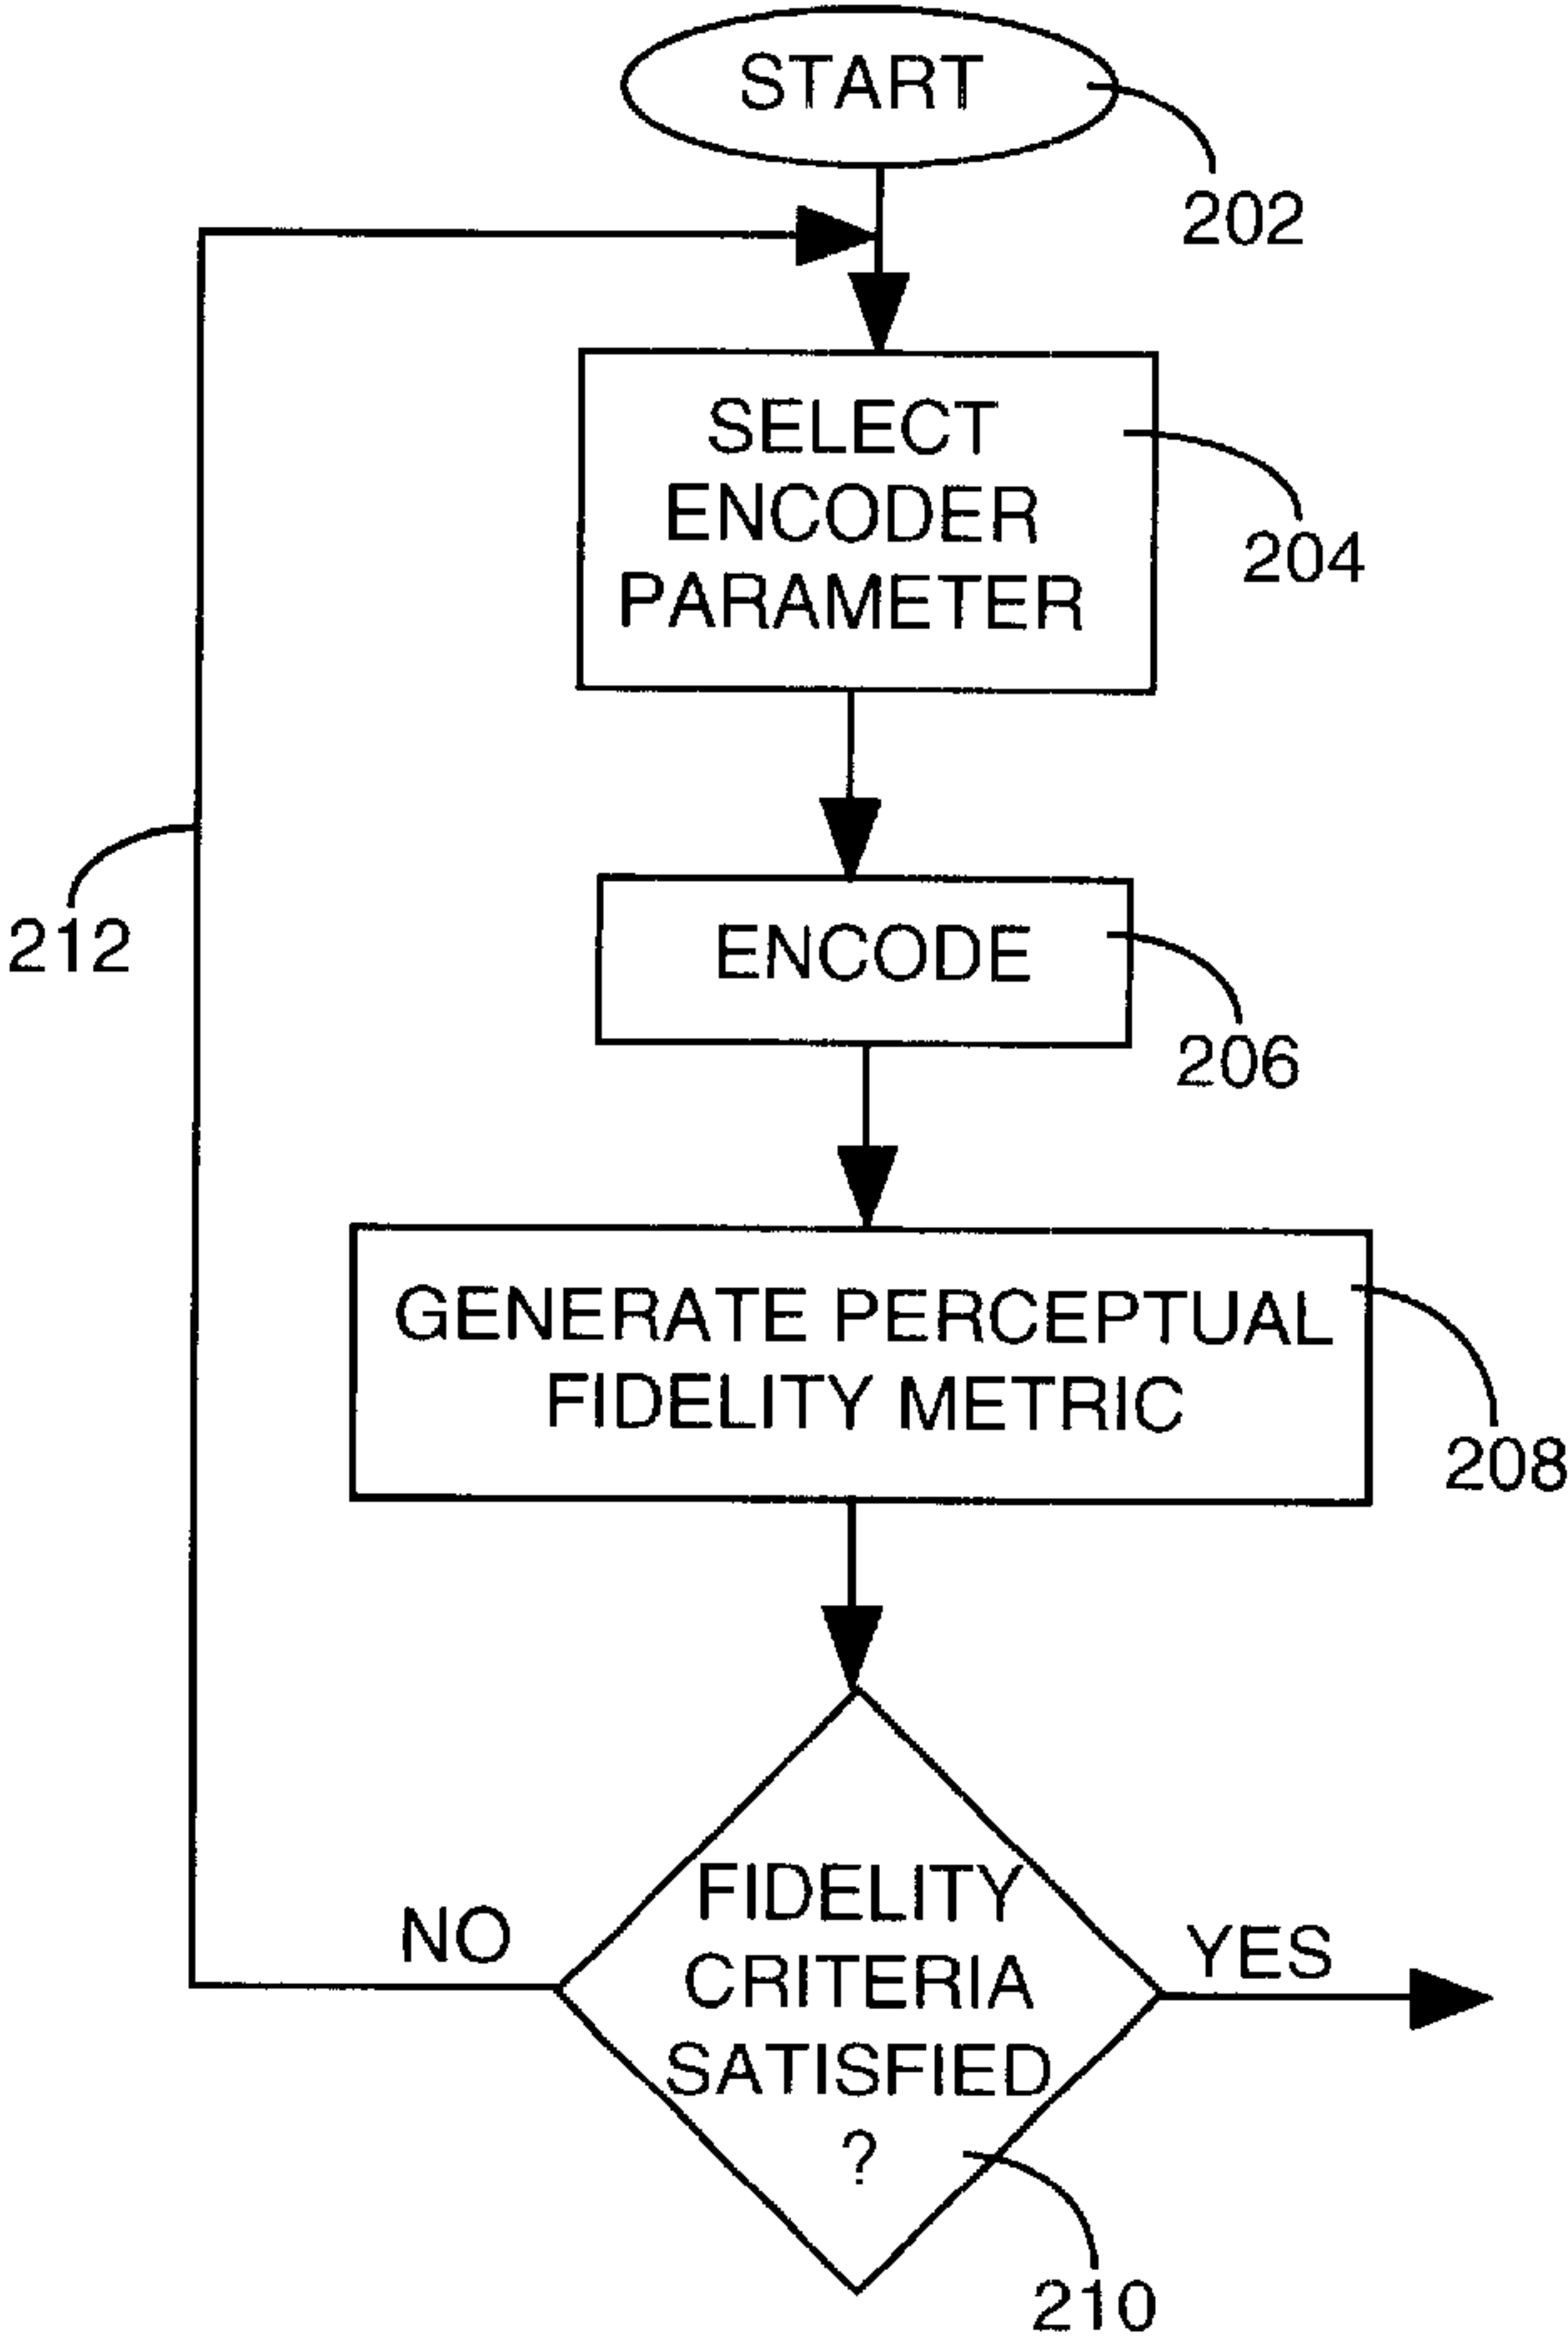 START
202
SELECT
ENCODER
PARAMETER
204
212
ENCODE
206
GENERATE PERCEPTUAL
FIDELITY METRIC
208
NO
FIDELITY
CRITERIA
SATISFIED
?
YES
210